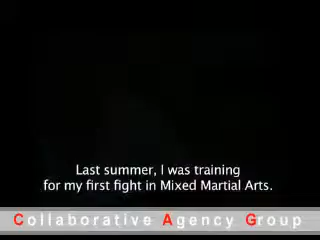 Last summer, I was training
for my first fight in Mixed Martial Arts.
Collaborative Agency Group